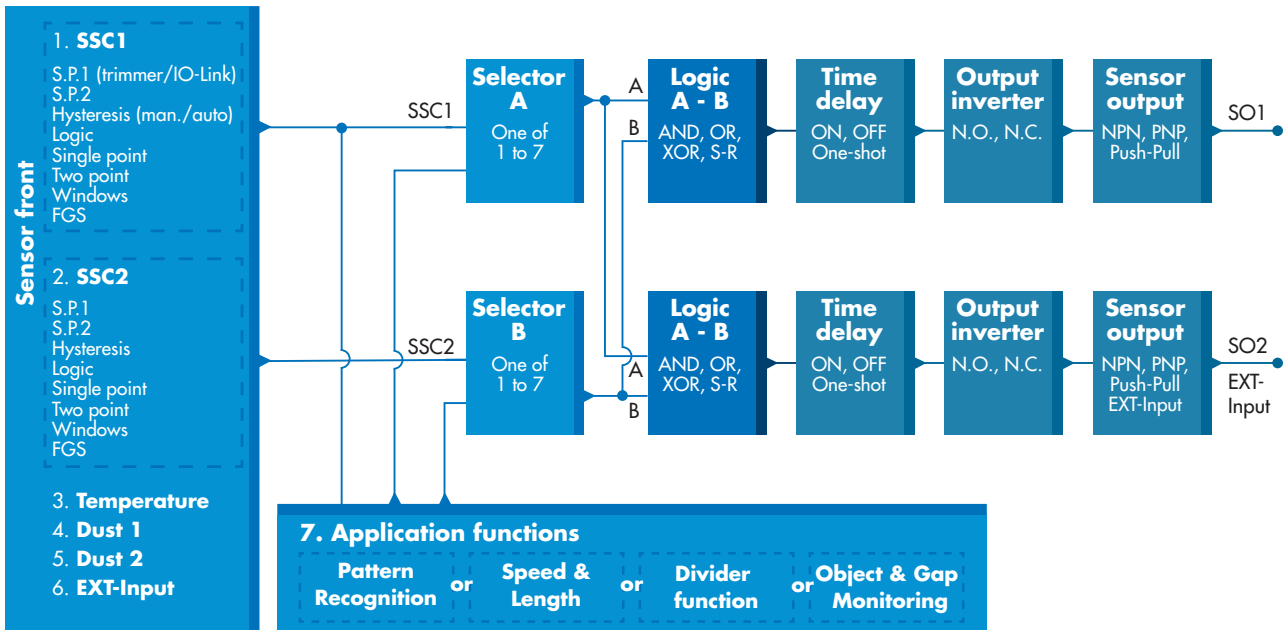 Sensor front
1. SSC1
S.P.1 (trimmer/IO-Link)
S.P.2
Hysteresis (man./auto)
Logic
Single point
Two point
Windows
FGS
2. SSC2
S.P.1
S.P.2
Hysteresis
Logic
Single point
Two point
Windows
FGS
3. Temperature
4. Dust 1
5. Dust 2
6. EXT-Input
SSC1
Selector
A
One of
1 to 7
A
B
Logic
A - B
AND, OR,
XOR, S-R
Time
delay
ON, OFF
One-shot
Output
inverter
N.O., N.C.
Sensor
output
NPN, PNP,
Push-Pull
SO1
SSC2
Selector
B
One of
1 to 7
A
B
Logic
A - B
AND, OR,
XOR, S-R
Time
delay
ON, OFF
One-shot
Output
inverter
N.O., N.C.
Sensor
output
NPN, PNP,
Push-Pull
EXT-Input
SO2
EXT-
Input
7. Application functions
Pattern
Recognition
or
Speed &
Length
or
Divider
function
or
Object & Gap
Monitoring